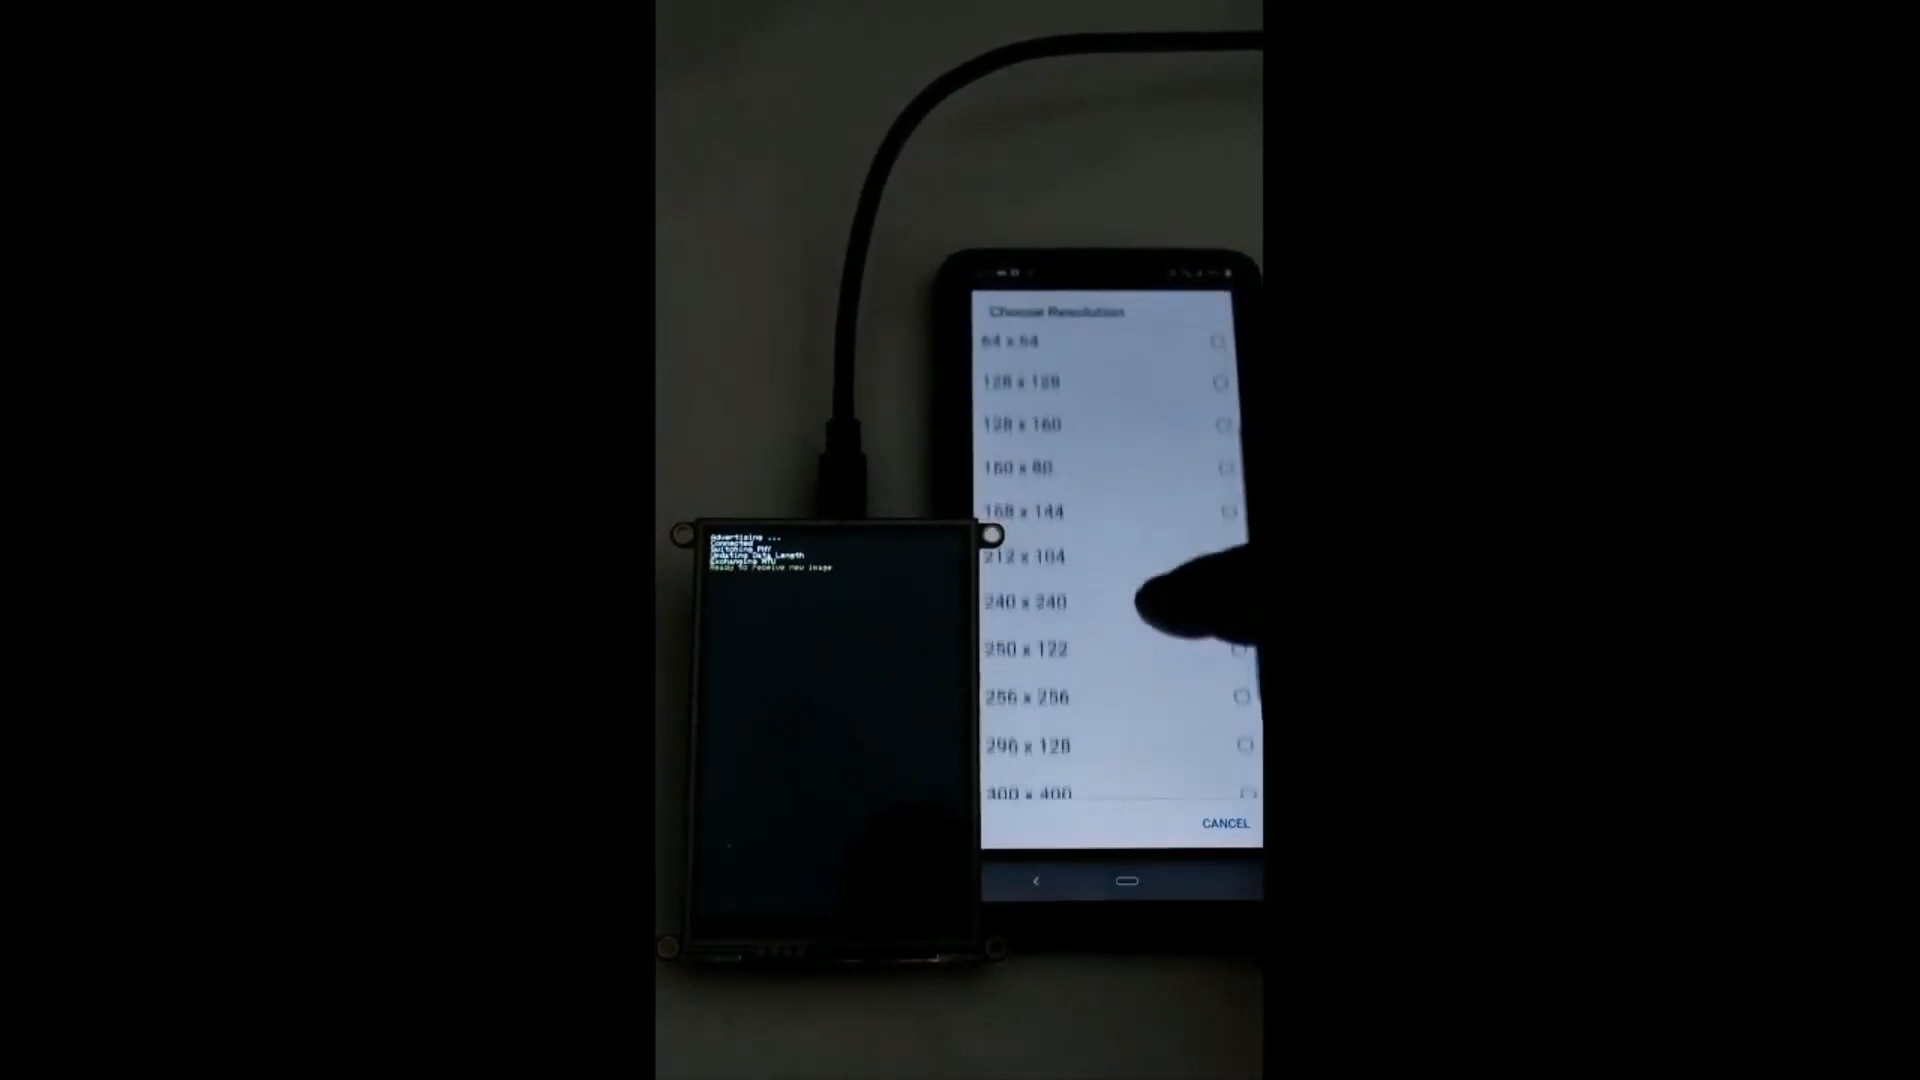 Choose Resolution
64 x 64
128 x 128
128 x 160
160 x 80
168 x 144
212 x 104
240 x 240
250 x 122
256 x 256
296 x 128
400 x 400
CANCEL
Advertising ...
Connected
Switching PHY
Updating Data Length
Exchanging MTU
Ready to receive new image